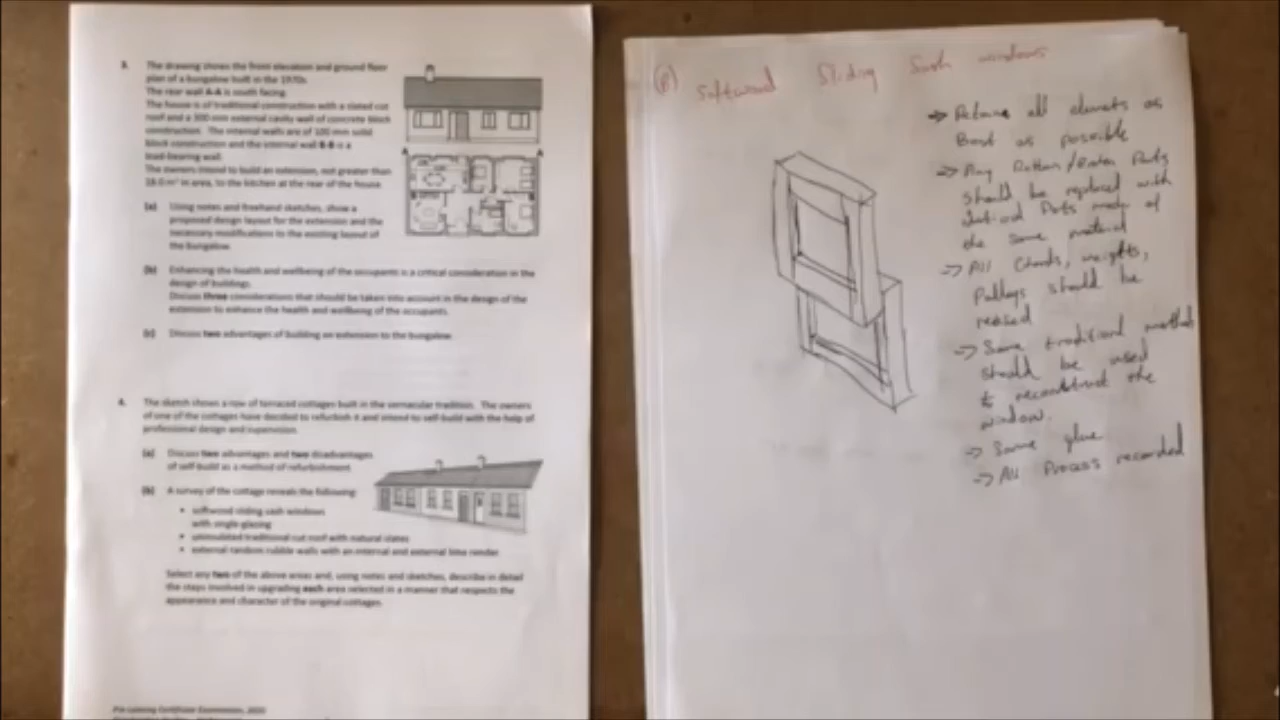 3. The drawing shows the front elevation and ground floor
plan of a bungalow built in the 1970s.
The rear wall A-A is south facing.
The house is of traditional construction with a slated cut
roof and a 300 mm external cavity wall of concrete block
construction. The internal walls are of 100 mm solid
block construction and the internal wall B-B is a
load-bearing wall.
The owners intend to build an extension, not greater than
18.0 m² in area, to the kitchen at the rear of the house
A A
(a) Using notes and freehand sketches, show a
proposed design layout for the extension and the
necessary modifications to the existing layout of
the bungalow.
(b) Enhancing the health and wellbeing of the occupants is a critical consideration in the
design of buildings.
Discuss three considerations that should be taken into account in the design of the
extension to enhance the health and wellbeing of the occupants.
(c) Discuss two advantages of building an extension to the bungalow.
4. The sketch shows a row of terraced cottages built in the vernacular tradition. The owners
of one of the cottages have decided to refurbish it and intend to self-build with the help of
professional design and supervision.
(a) Discuss two advantages and two disadvantages
of self-build as a method of refurbishment.
(b) A survey of the cottage reveals the following:
• softwood sliding sash windows
with single glazing
• uninsulated traditional cut roof with natural slates
• external random rubble walls with an internal and external lime render
Select any two of the above areas and, using notes and sketches, describe in detail
the steps involved in upgrading each area selected in a manner that respects the
appearance and character of the original cottages.
Pre-Leaving Certificate Examination, 2020
Softwood Sliding Sash windows
→ Retain all elements as
Best as possible
→ Any Rotten/ Parts
should be replaced with
Parts made of
the same material
→ All Chords, weights,
Pulleys should be
reused
→ Same traditional methods
should be used
to reconstruct the
window.
→ Same glue
→ All Process recorded